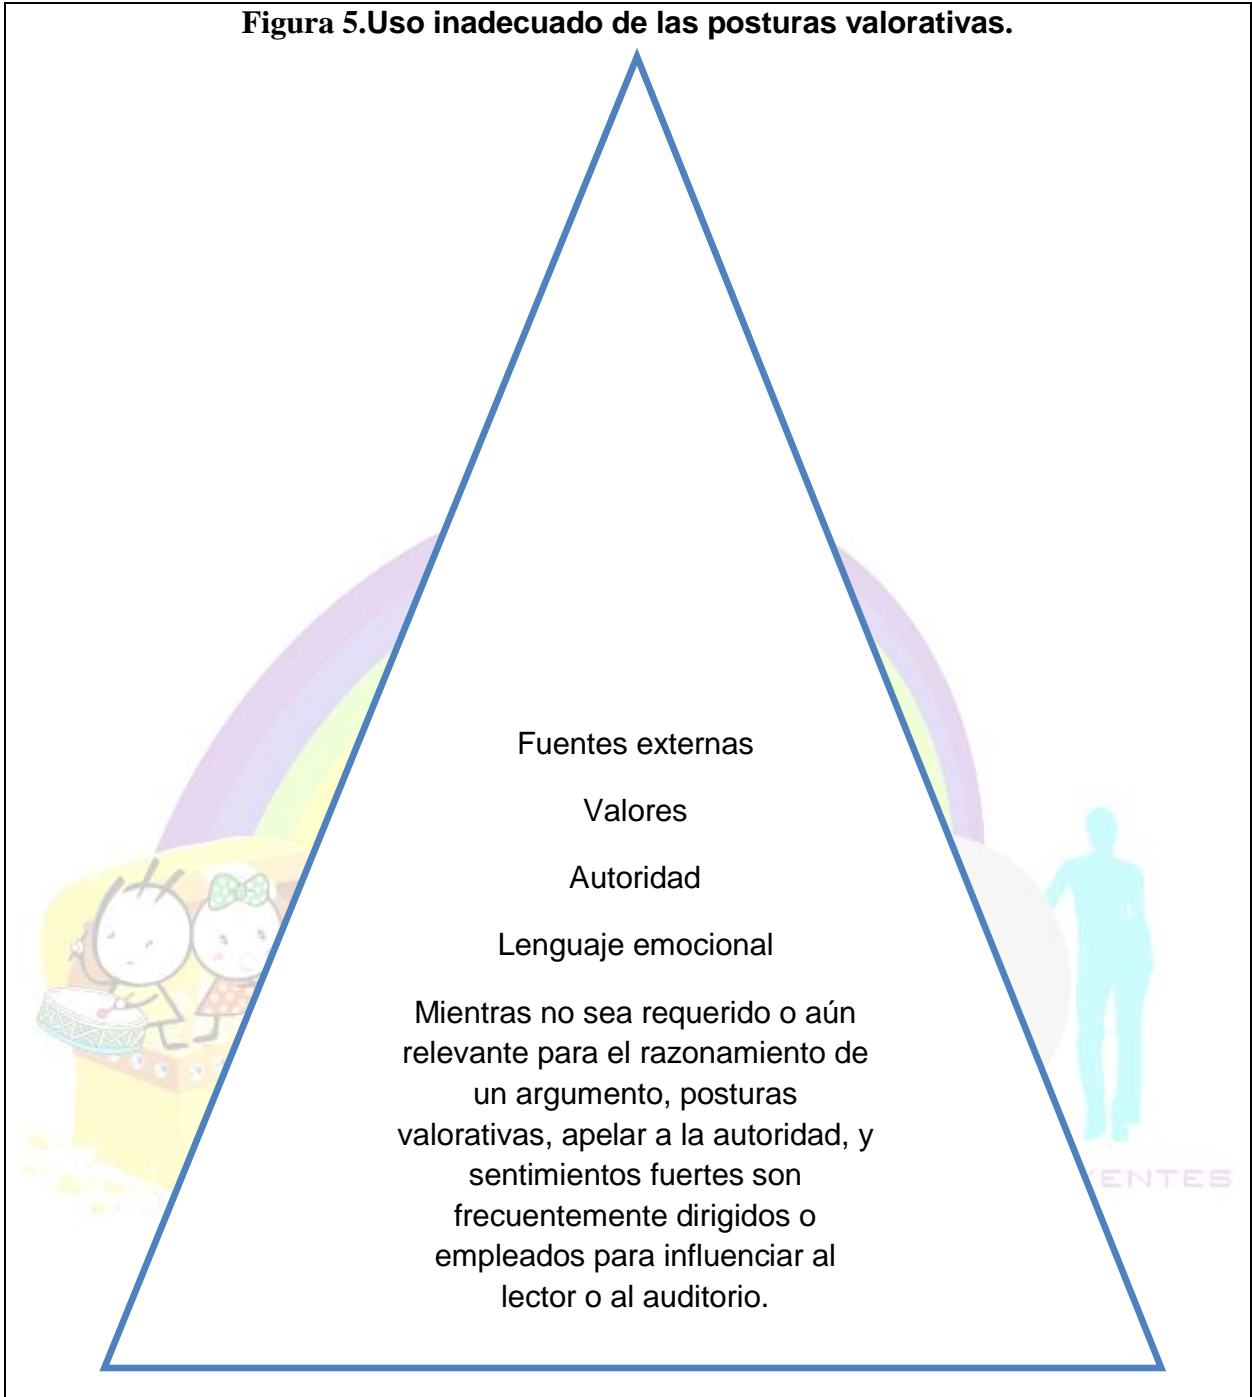 Figura 5.Uso inadecuado de las posturas valorativas.
Fuentes externas
Valores
Autoridad
Lenguaje emocional
Mientras no sea requerido o aún
relevante para el razonamiento de
un argumento, posturas
valorativas, apelar a la autoridad, y
sentimientos fuertes son
frecuentemente dirigidos o
empleados para influenciar al
lector o al auditorio.
YENTES